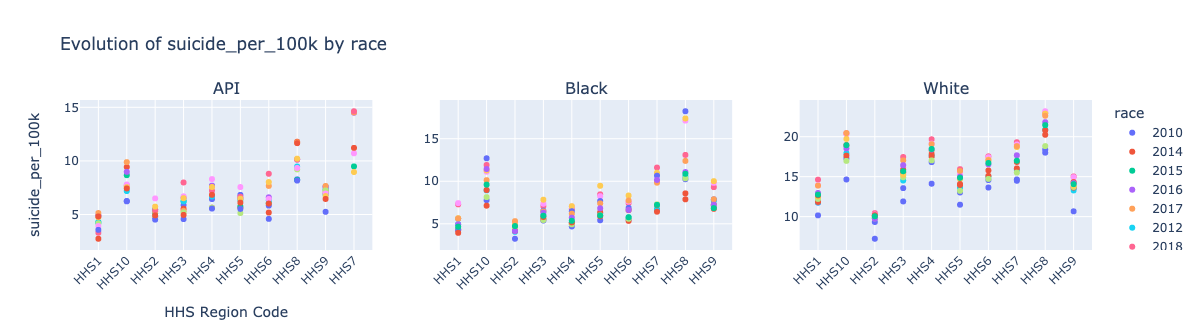 Evolution of suicide_per_100k by race
API
Black
White
suicide_per_100k
15
10
5
HHS1
HHS10
HHS2
HHS3
HHS4
HHS5
HHS6
HHS8
HHS9
HHS7
HHS Region Code
15
10
5
HHS1
HHS10
HHS2
HHS3
HHS4
HHS5
HHS6
HHS7
HHS8
HHS9
20
15
10
HHS1
HHS10
HHS2
HHS3
HHS4
HHS5
HHS6
HHS7
HHS8
HHS9
race
2010
2014
2015
2016
2017
2012
2018